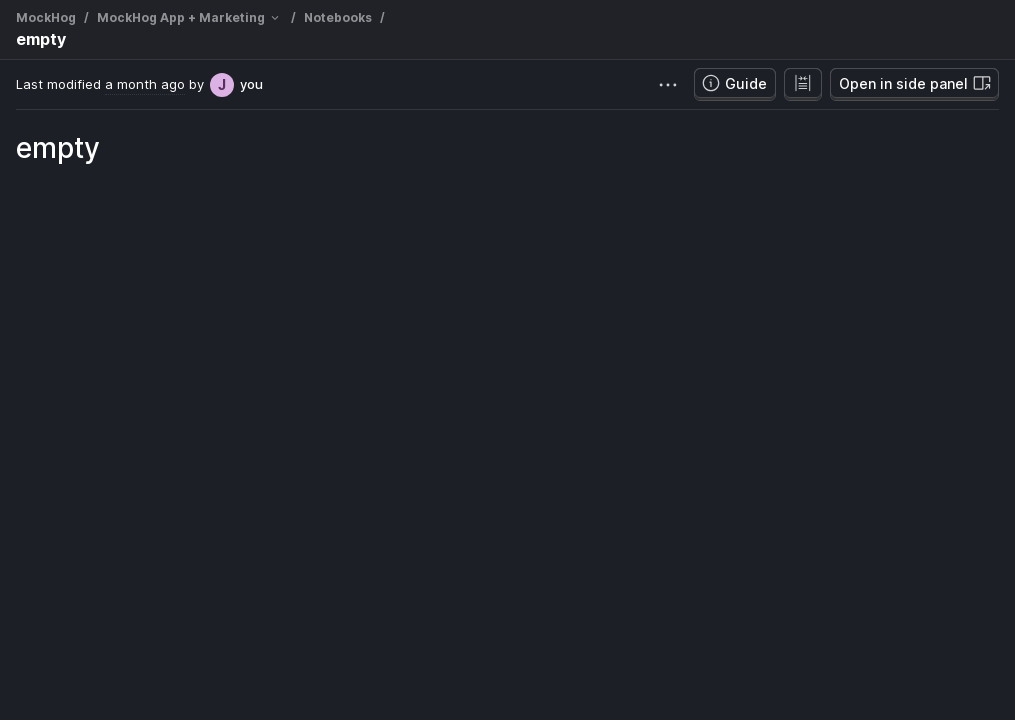 MockHog / MockHog App + Marketing / Notebooks /
empty
Last modified a month ago by J you
Guide
Open in side panel
empty